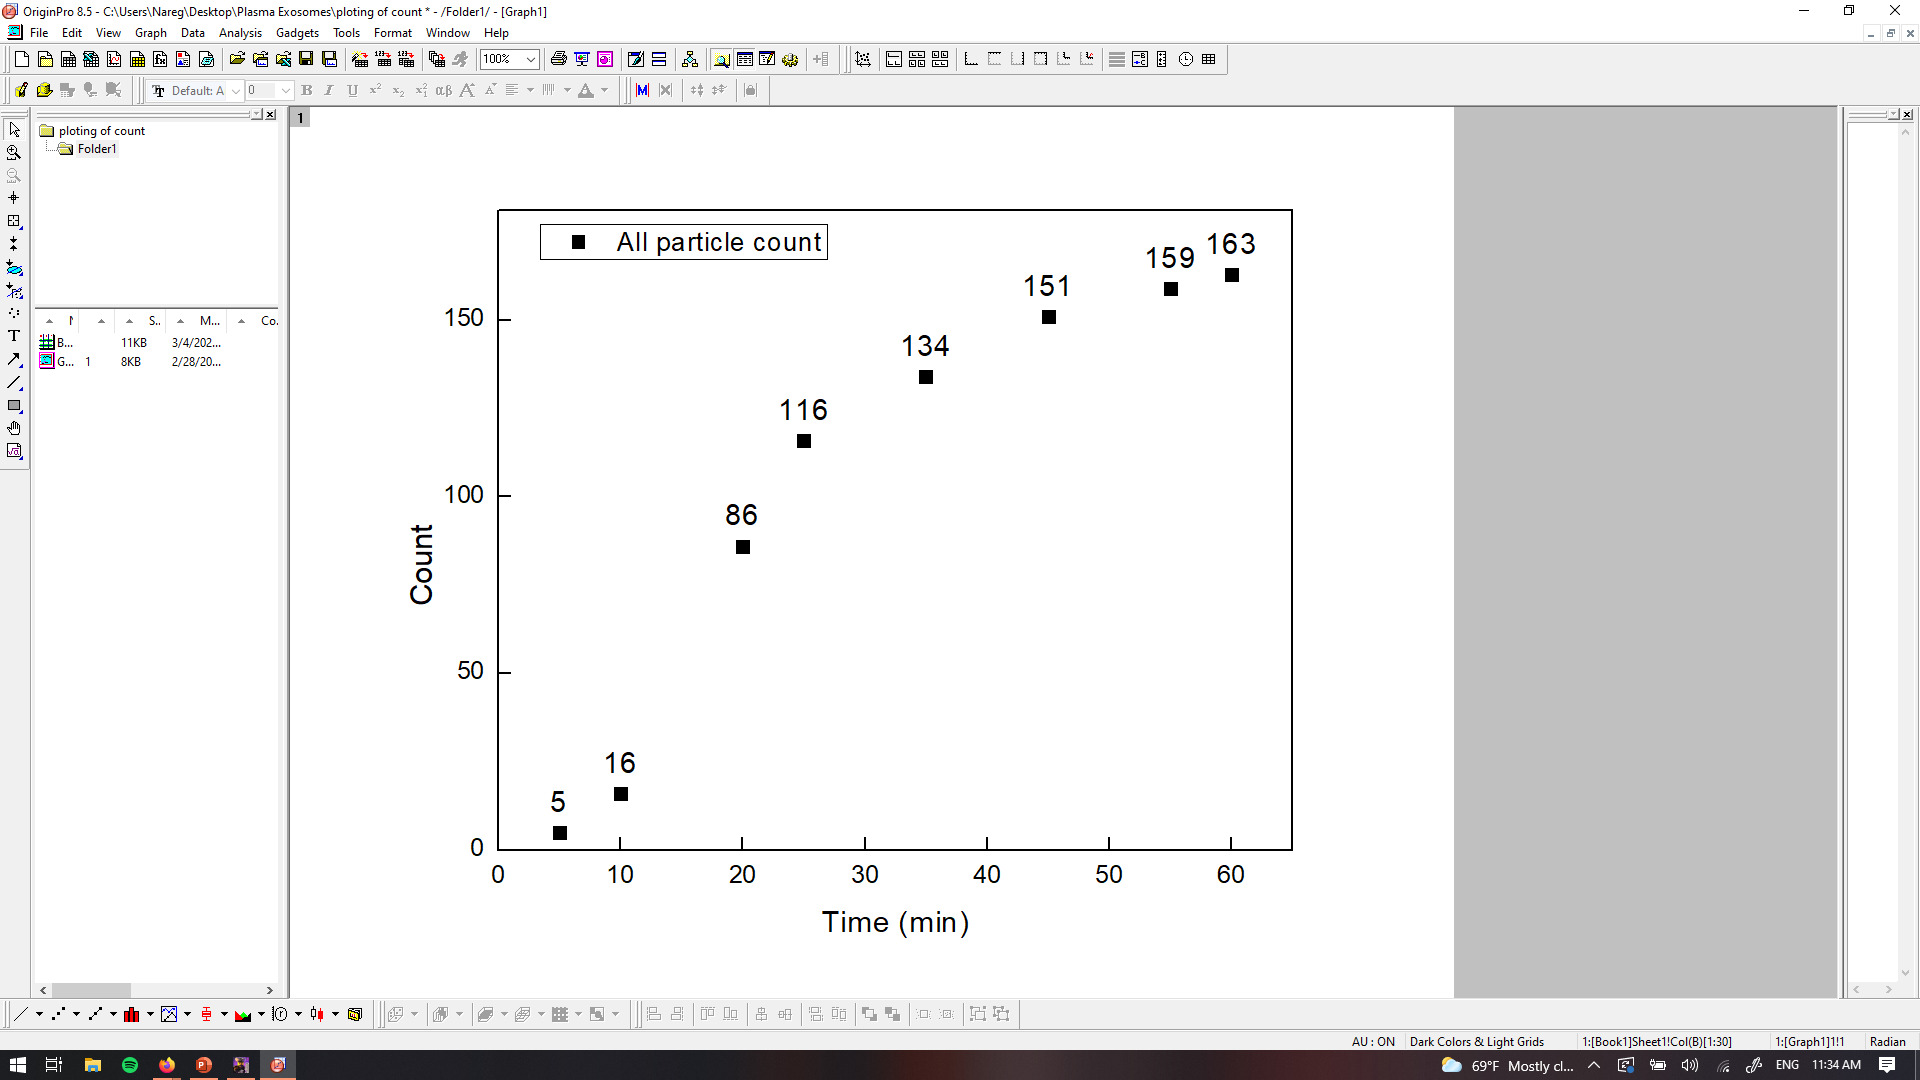 OriginPro 8.5 - C:\Users\Nareg\Desktop\Plasma Exosomes\ploting of count * - /Folder1/ - [Graph1]
File Edit View Graph Data Analysis Gadgets Tools Format Window Help
100%
Default: A 0 B I U
ploting of count
Folder1
S.. M... Co.
B... 11KB 3/4/202...
G... 1 8KB 2/28/20...
1
All particle count
163
159
151
150
134
116
100
86
Count
50
16
5
0
0 10 20 30 40 50 60
Time (min)
AU : ON Dark Colors & Light Grids 1:[Book1]Sheet1!Col(B)[1:30] 1:[Graph1]1!1 Radian
69°F Mostly cl... ENG 11:34 AM